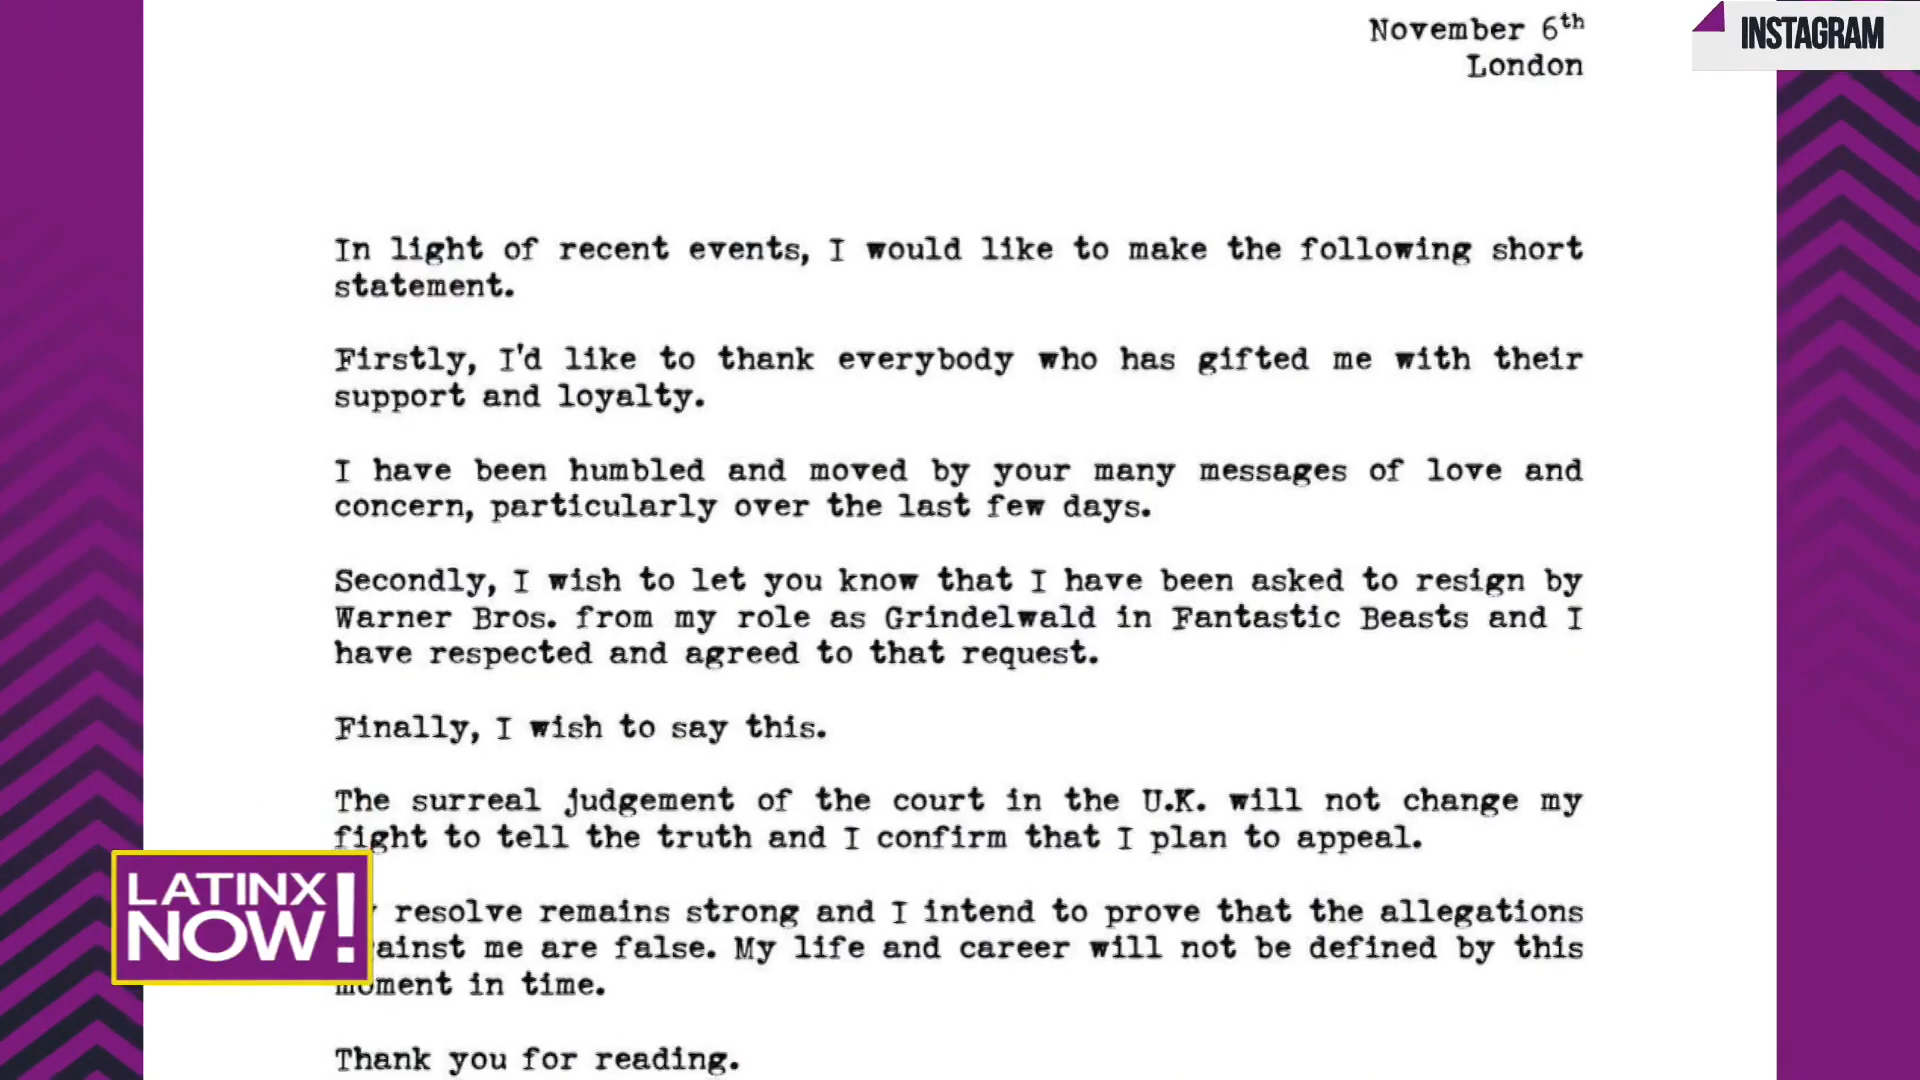 INSTAGRAM
November 6th
London
In light of recent events, I would like to make the following short
statement.
Firstly, I'd like to thank everybody who has gifted me with their
support and loyalty.
I have been humbled and moved by your many messages of love and
concern, particularly over the last few days.
Secondly, I wish to let you know that I have been asked to resign by
Warner Bros. from my role as Grindelwald in Fantastic Beasts and I
have respected and agreed to that request.
Finally, I wish to say this.
The surreal judgement of the court in the U.K. will not change my
fight to tell the truth and I confirm that I plan to appeal.
resolve remains strong and I intend to prove that the allegations
me are false. My life and career will not be defined by this
moment in time.
Thank you for reading.
LATINX
NOW!